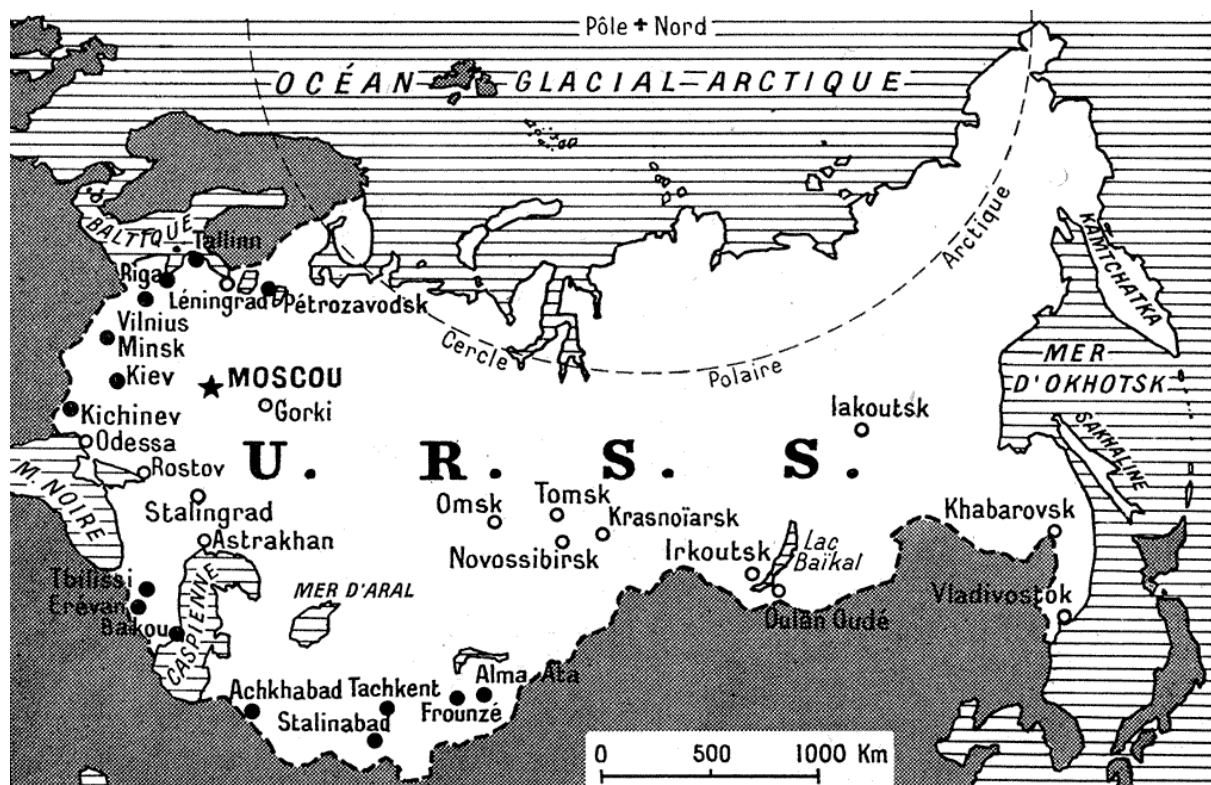 Pôle + Nord
OCÉAN GLACIAL-ARCTIQUE
BALTIQUE
Tallinn
Riga
Léningrad
Pétrozavodsk
Vilnius
Minsk
Kiev
MOSCOU
Gorki
Kichinev
Odessa
Rostov
M. NOIRE
Stalingrad
Astrakhan
Tbilissi
Erévan
Bakou
CASPIENNE
MER D'ARAL
Achkhabad
Tachkent
Stalinabad
Frounzé
Alma Ata
U. R. S. S.
Cercle
Polaire
Arctique
Omsk
Tomsk
Krasnoïarsk
Novossibirsk
Irkoutsk
Lac
Baïkal
Oulan Oudé
Iakoutsk
Khabarovsk
Vladivostok
KAMTCHATKA
MER
D'OKHOTSK
SAKHALINE
0 500 1000 Km